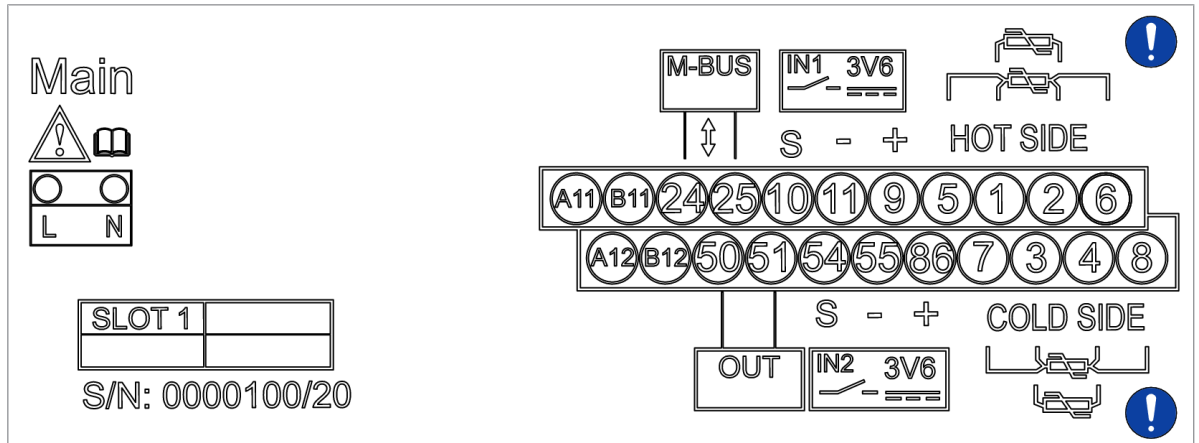 Main
L N
SLOT 1
S/N: 0000100/20
M-BUS IN1 3V6
S - + HOT SIDE
A11 B11 24 25 10 11 9 5 1 2 6
A12 B12 50 51 54 55 86 7 3 4 8
S - + COLD SIDE
OUT IN2 3V6